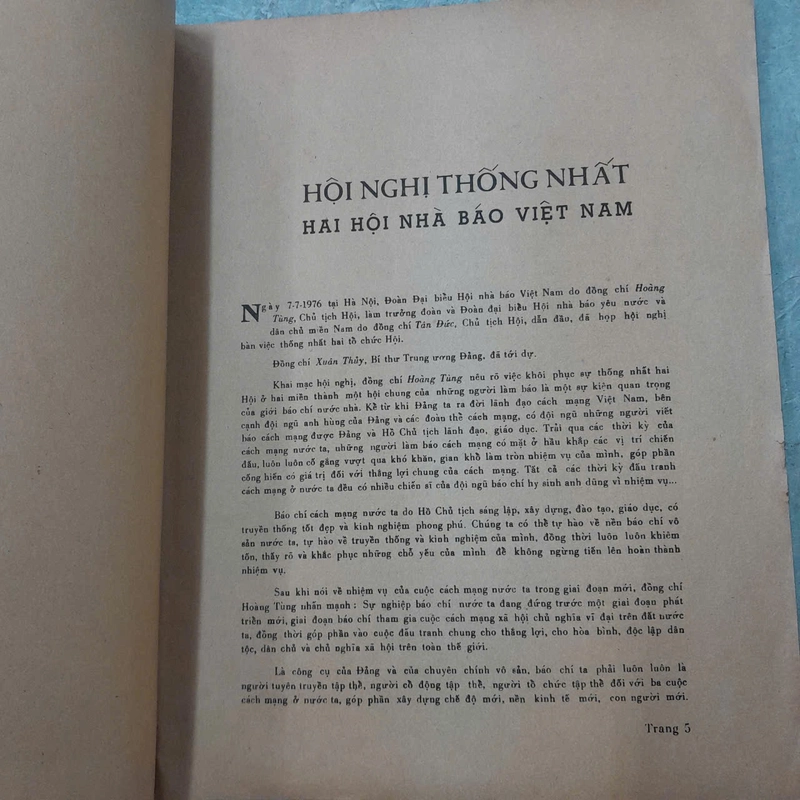 HỘI NGHỊ THỐNG NHẤT
HAI HỘI NHÀ BÁO VIỆT NAM
Ngày 7-7-1976 tại Hà Nội, Đoàn Đại biểu Hội nhà báo Việt Nam do đồng chí Hoàng
Tùng, Chủ tịch Hội, làm trưởng đoàn và Đoàn đại biểu Hội nhà báo yêu nước và
dân chủ miền Nam do đồng chí Tân Đức, Chủ tịch Hội, dẫn đầu, đã họp hội nghị
bàn việc thống nhất hai tổ chức Hội.
Đồng chí Xuân Thủy, Bí thư Trung ương Đảng, đã tới dự.
Khai mạc hội nghị, đồng chí Hoàng Tùng nêu rõ việc khôi phục sự thống nhất hai
Hội ở hai miền thành một hội chung của những người làm báo là một sự kiện quan trọng
của giới báo chí nước nhà. Kể từ khi Đảng ta ra đời lãnh đạo cách mạng Việt Nam, bên
cạnh đội ngũ anh hùng của Đảng và các đoàn thể cách mạng, có đội ngũ những người viết
báo cách mạng được Đảng và Hồ Chủ tịch lãnh đạo, giáo dục. Trải qua các thời kỳ của
cách mạng nước ta, những người làm báo cách mạng có mặt ở hầu khắp các vị trí chiến
đấu, luôn luôn cố gắng vượt qua khó khăn, gian khổ làm tròn nhiệm vụ của mình, góp phần
cống hiến có giá trị đối với thắng lợi chung của cách mạng. Tất cả các thời kỳ đấu tranh
cách mạng ở nước ta đều có nhiều chiến sĩ của đội ngũ báo chí hy sinh anh dũng vì nhiệm vụ...
Báo chí cách mạng nước ta do Hồ Chủ tịch sáng lập, xây dựng, đào tạo, giáo dục, có
truyền thống tốt đẹp và kinh nghiệm phong phú. Chúng ta có thể tự hào về nền báo chí vô
sản nước ta, tự hào về truyền thống và kinh nghiệm của mình, đồng thời luôn luôn khiêm
tốn, thấy rõ và khắc phục những chỗ yếu của mình để không ngừng tiến lên hoàn thành
nhiệm vụ.
Sau khi nói về nhiệm vụ của cuộc cách mạng nước ta trong giai đoạn mới, đồng chí
Hoàng Tùng nhấn mạnh : Sự nghiệp báo chí nước ta đang đứng trước một giai đoạn phát
triển mới, giai đoạn báo chí tham gia cuộc cách mạng xã hội chủ nghĩa vĩ đại trên đất nước
ta, đồng thời góp phần vào cuộc đấu tranh chung cho thắng lợi, cho hòa bình, độc lập dân
tộc, dân chủ và chủ nghĩa xã hội trên toàn thế giới.
Là công cụ của Đảng và của chuyên chính vô sản, báo chí ta phải luôn luôn là
người tuyên truyền tập thể, người cổ động tập thể, người tổ chức tập thể đối với ba cuộc
cách mạng ở nước ta, góp phần xây dựng chế độ mới, nền kinh tế mới, con người mới.
Trang 5